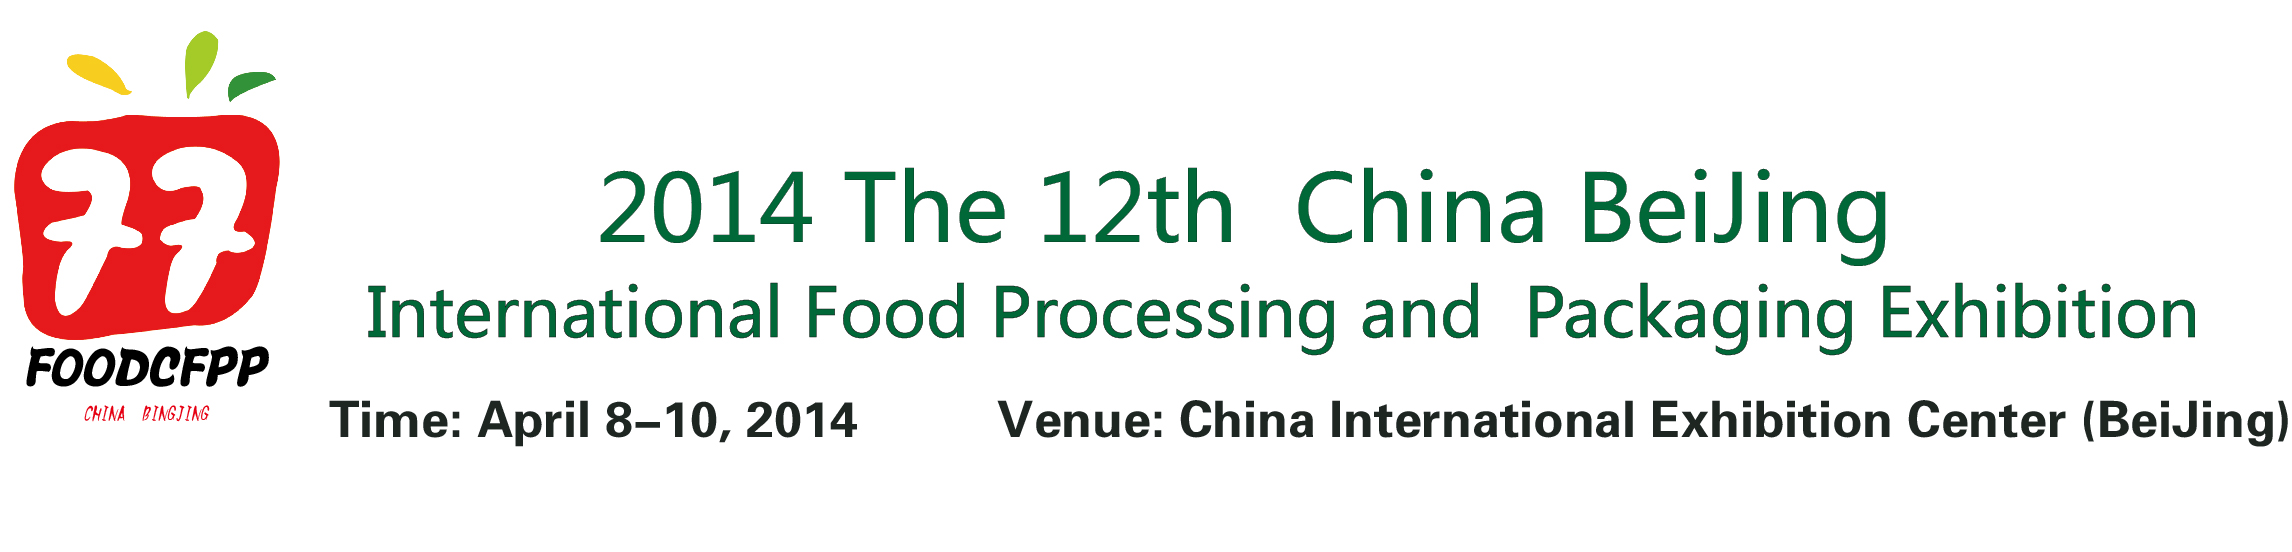 77
FOODCFPP
CHINA BINGJING
2014 The 12th China BeiJing
International Food Processing and Packaging Exhibition
Time: April 8–10, 2014 Venue: China International Exhibition Center (BeiJing)